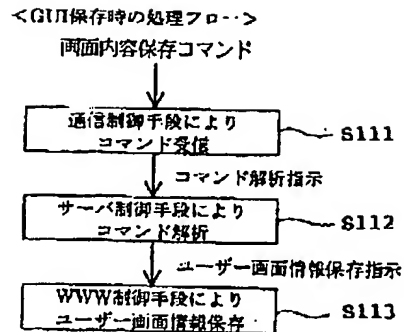 <GUI保存時の処理フロー>
画面内容保存コマンド
通信制御手段により
コマンド受信
S111
コマンド解析指示
サーバ制御手段により
コマンド解析
S112
ユーザー画面情報保存指示
WWW制御手段により
ユーザー画面情報保存
S113